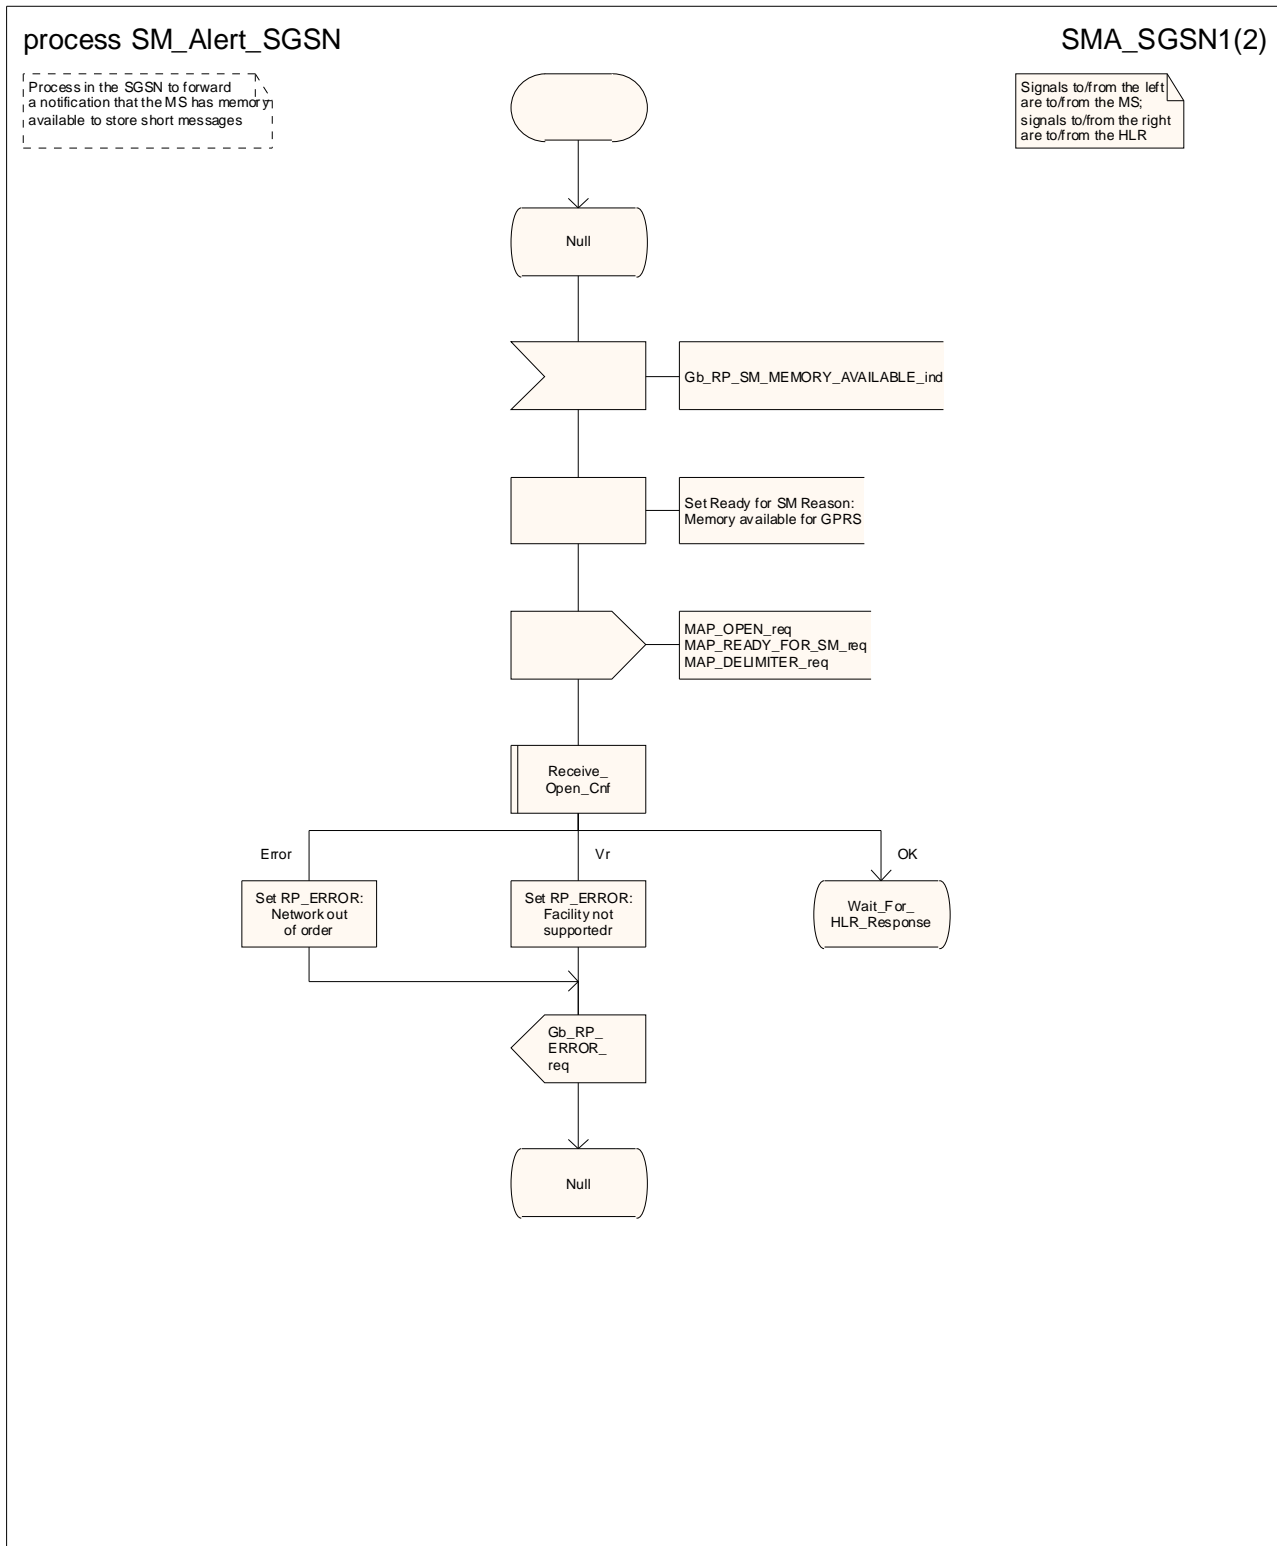 process SM_Alert_SGSN
SMA_SGSN1(2)
Process in the SGSN to forward
a notification that the MS has memory
available to store short messages
Signals to/from the left
are to/from the MS;
signals to/from the right
are to/from the HLR
Null
Gb_RP_SM_MEMORY_AVAILABLE_ind
Set Ready for SM Reason:
Memory available for GPRS
MAP_OPEN_req
MAP_READY_FOR_SM_req
MAP_DELIMITER_req
Receive_
Open_Cnf
Error
Vr
OK
Set RP_ERROR:
Network out
of order
Set RP_ERROR:
Facility not
supportedr
Wait_For_
HLR_Response
Gb_RP_
ERROR_
req
Null